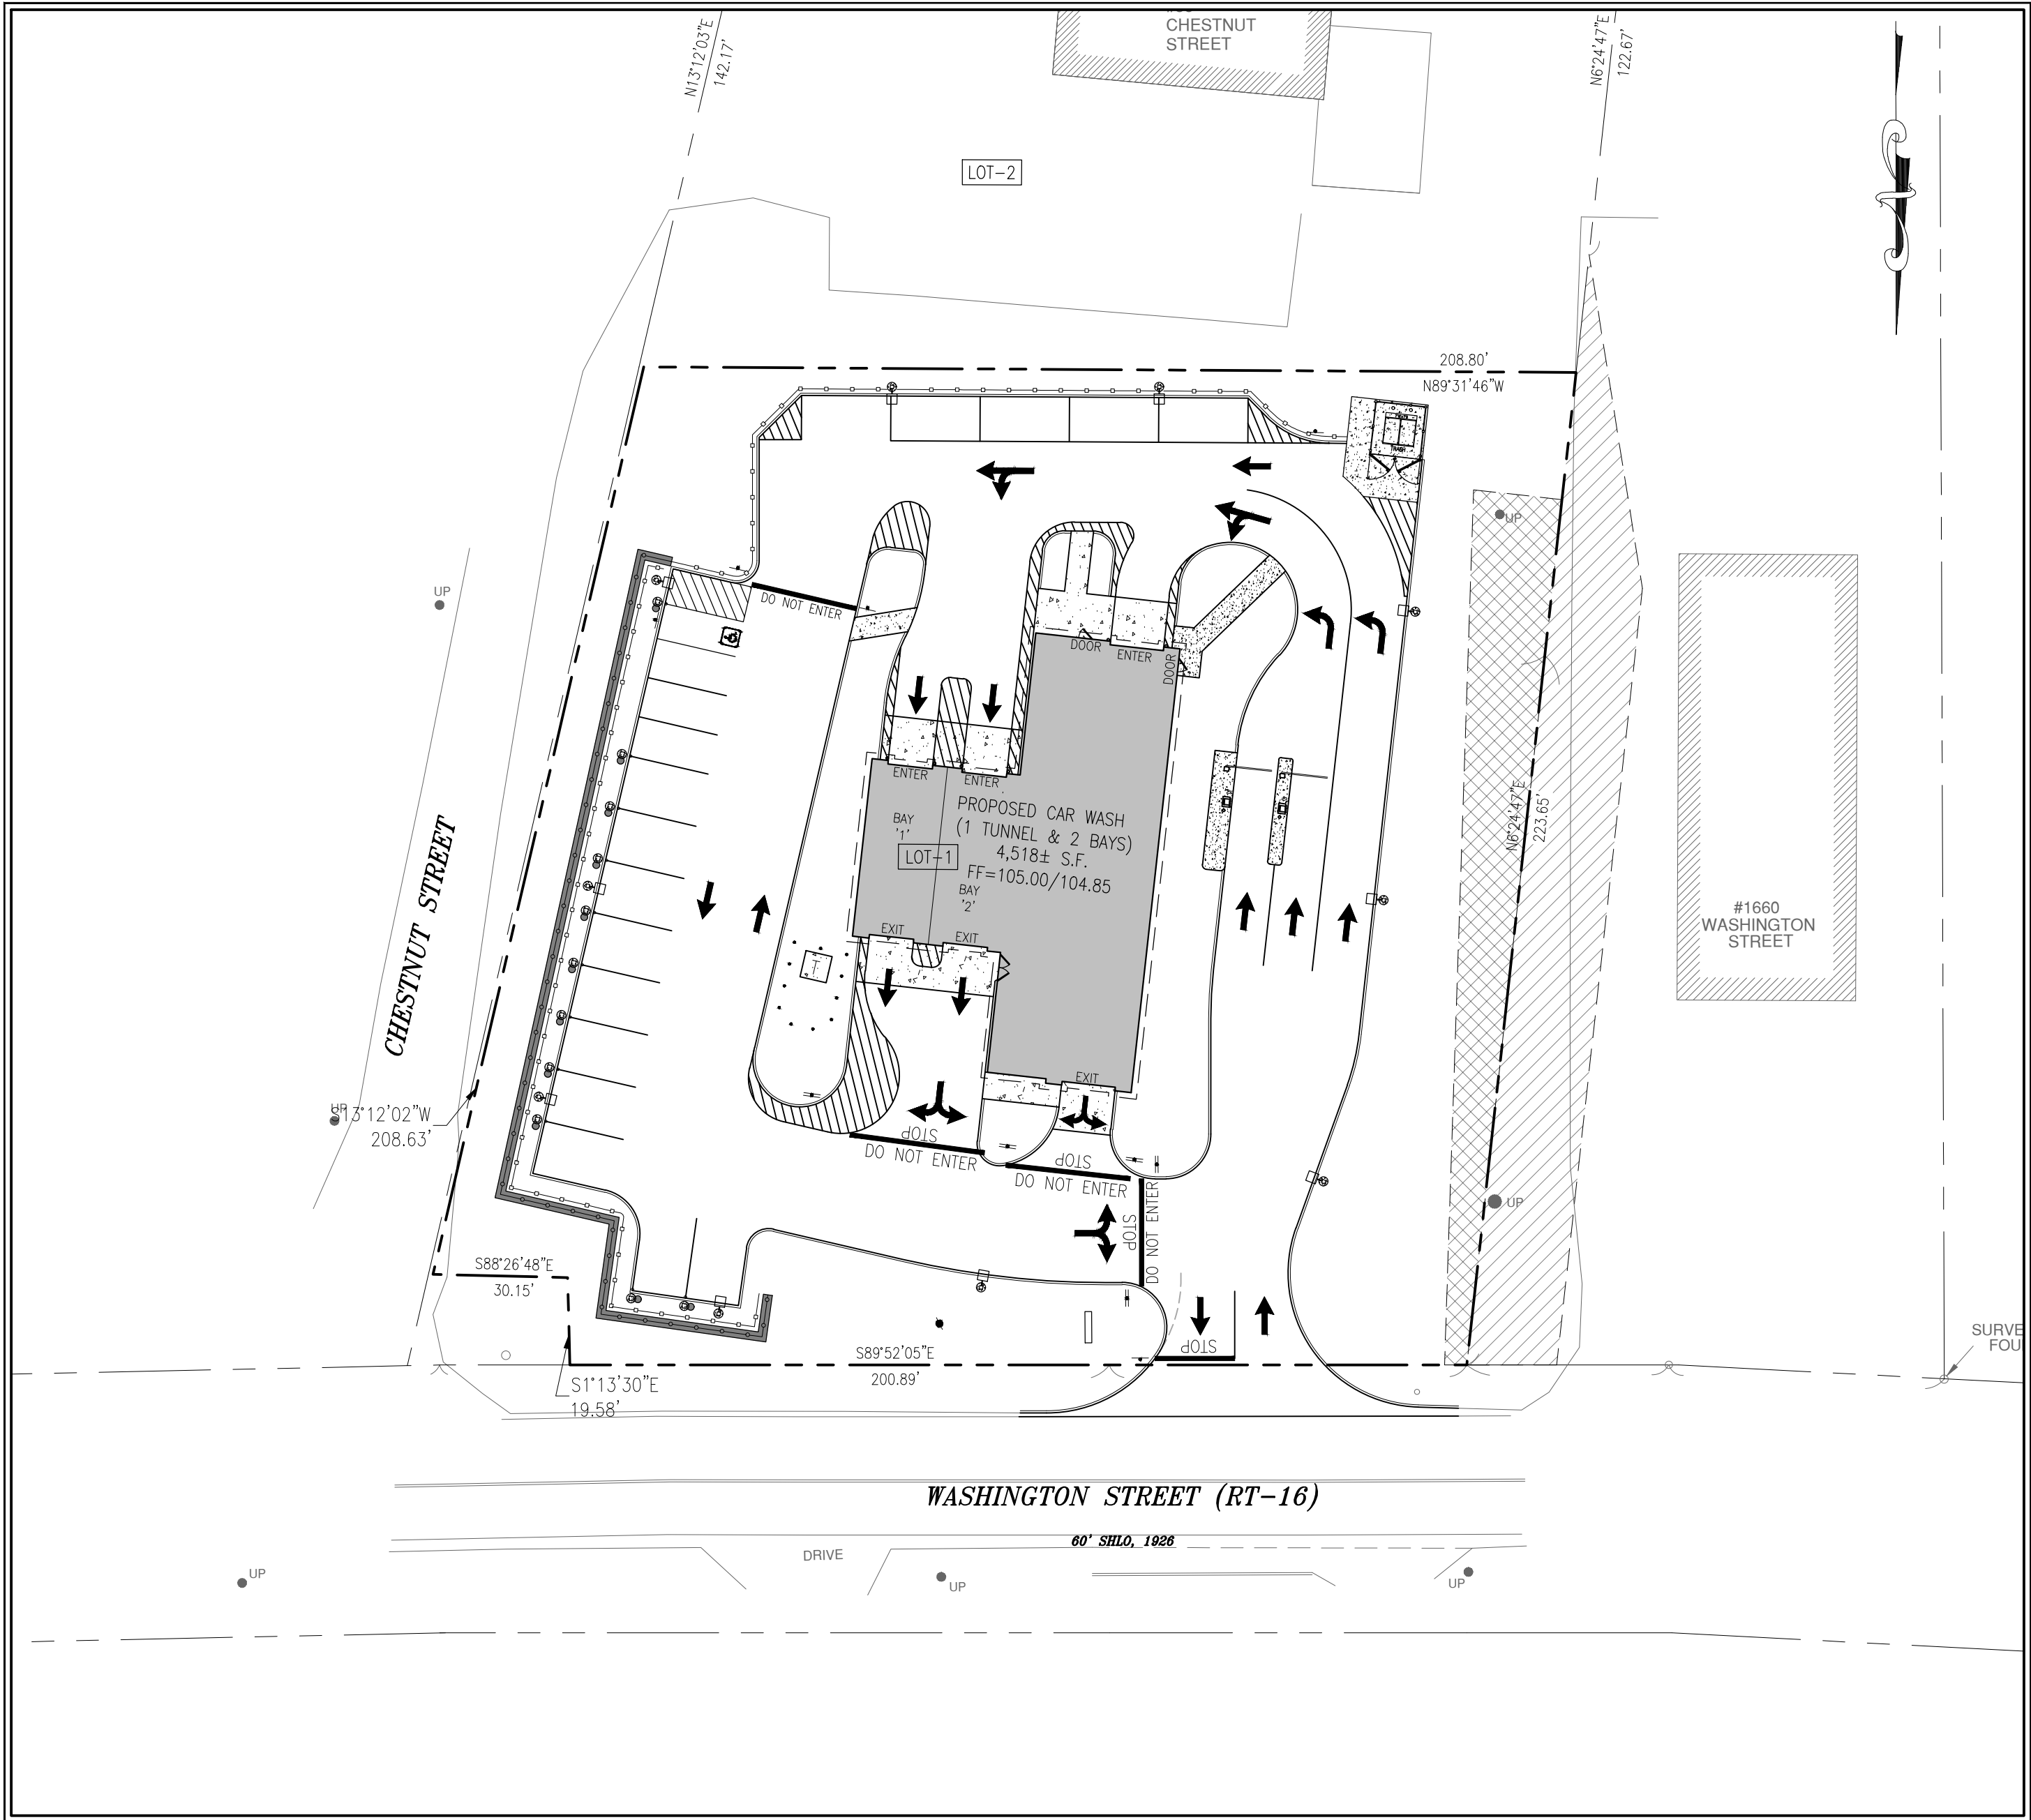 CHESTNUT
STREET
N13°12'03"E
142.17'
N6°24'47"E
122.67'
LOT-2
208.80'
N89°31'46"W
TRASH
UP
UP
DO NOT ENTER
DOOR
ENTER
DOOR
ENTER
ENTER
PROPOSED CAR WASH
(1 TUNNEL & 2 BAYS)
4,518± S.F.
FF=105.00/104.85
BAY
'1'
LOT-1
BAY
'2'
N6°24'47"E
223.65'
CHESTNUT STREET
#1660
WASHINGTON
STREET
EXIT
EXIT
T
EXIT
UP
S13°12'02"W
208.63'
STOP
DO NOT ENTER
STOP
DO NOT ENTER
STOP
DO NOT ENTER
UP
S88°26'48"E
30.15'
STOP
S89°52'05"E
200.89'
S1°13'30"E
19.58'
SURVE
FOU
WASHINGTON STREET (RT-16)
60' SHLO, 1926
DRIVE
UP
UP
UP